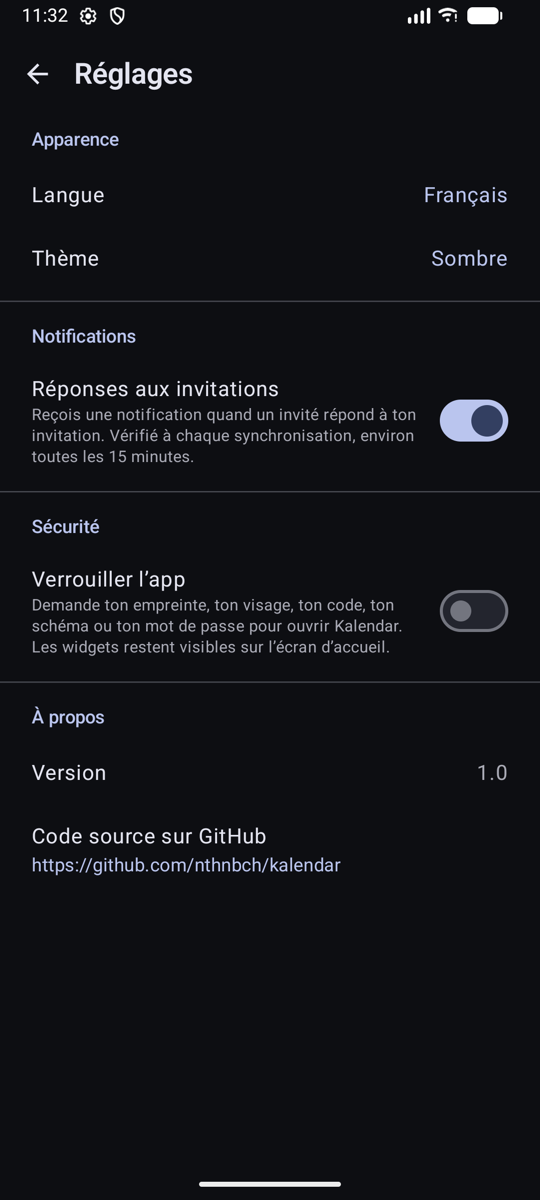 11:32
Réglages
Apparence
Langue
Français
Thème
Sombre
Notifications
Réponses aux invitations
Reçois une notification quand un invité répond à ton
invitation. Vérifié à chaque synchronisation, environ
toutes les 15 minutes.
Sécurité
Verrouiller l’app
Demande ton empreinte, ton visage, ton code, ton
schéma ou ton mot de passe pour ouvrir Kalendar.
Les widgets restent visibles sur l’écran d’accueil.
À propos
Version
1.0
Code source sur GitHub
https://github.com/nthnbch/kalendar